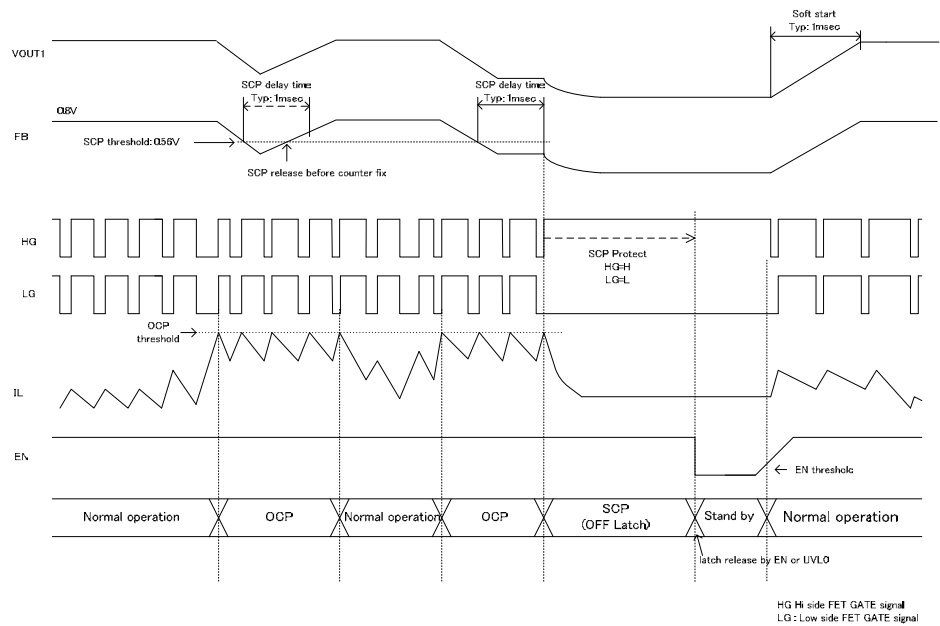 Soft start
Typ: 1msec
VOUT1
SCP delay time
Typ: 1msec
SCP delay time
Typ: 1msec
0.8V
FB
SCP threshold: 0.56V
SCP release before counter fix
HG
SCP Protect
HG=H
LG=L
LG
OCP
threshold
IL
EN
EN threshold
Normal operation
OCP
Normal operation
OCP
SCP
(OFF Latch)
Stand by
Normal operation
latch release by EN or UVLO
HG Hi side FET GATE signal
LG : Low side FET GATE signal